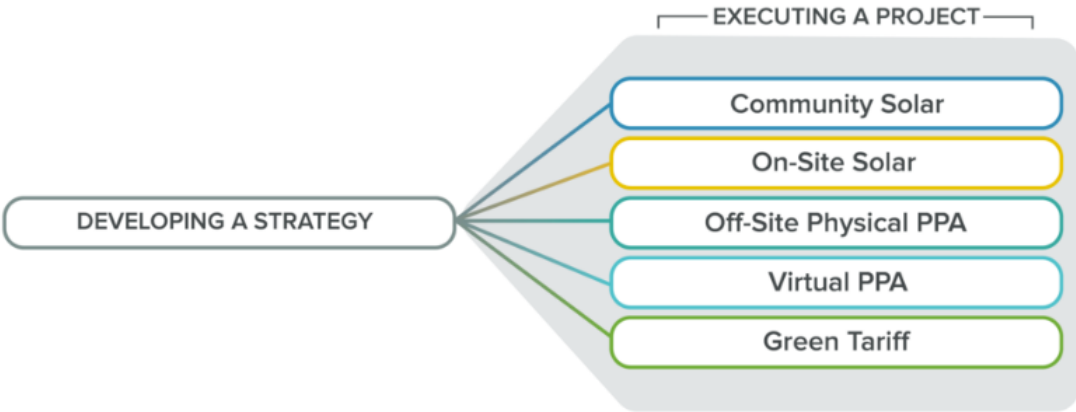 EXECUTING A PROJECT
Community Solar
On-Site Solar
DEVELOPING A STRATEGY
Off-Site Physical PPA
Virtual PPA
Green Tariff